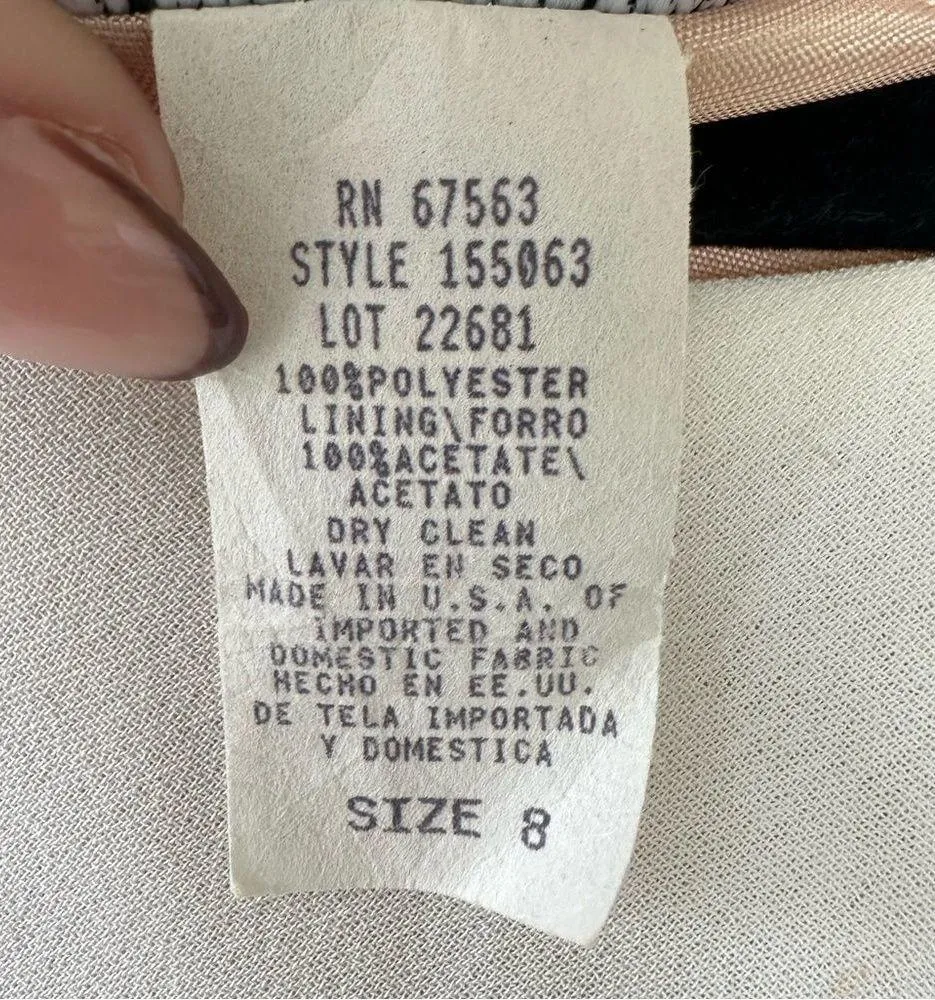 RN 67563
STYLE 155063
LOT 22681
100%POLYESTER
LINING\FORRO
100%ACETATE\
ACETATO
DRY CLEAN
LAVAR EN SECO
MADE IN U.S.A. OF
IMPORTED AND
DOMESTIC FABRIC
HECHO EN EE.UU.
DE TELA IMPORTADA
Y DOMESTICA
SIZE 8